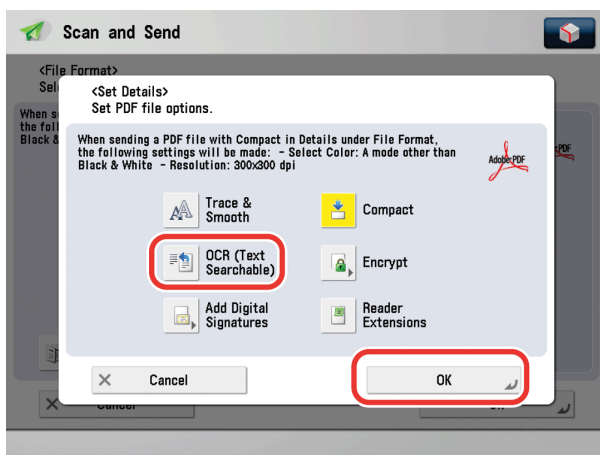 Scan and Send
<File Format>
Sel
<Set Details>
Set PDF file options.
When s
the foll
Black &
When sending a PDF file with Compact in Details under File Format,
the following settings will be made: - Select Color: A mode other than
Black & White - Resolution: 300x300 dpi
Adobe PDF
PDF
Trace &
Smooth
Compact
OCR (Text
Searchable)
Encrypt
Add Digital
Signatures
Reader
Extensions
Cancel
OK
Cancel
OK